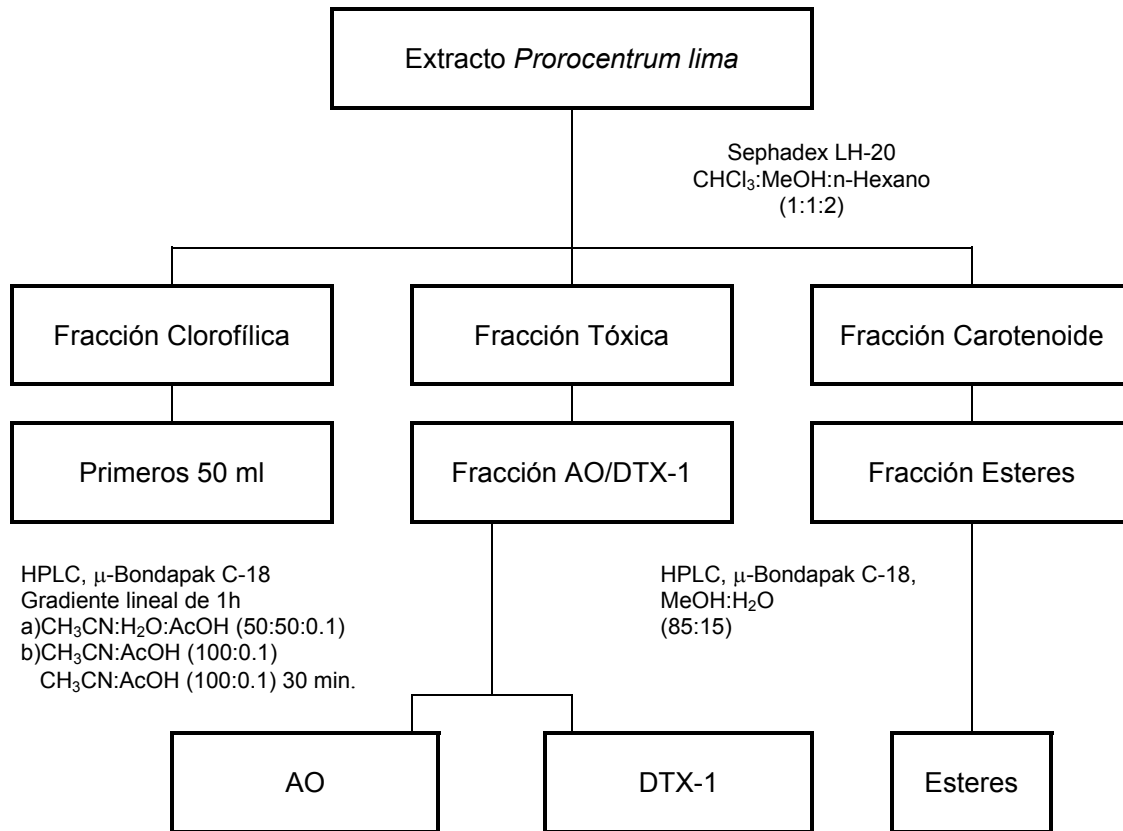 Extracto Prorocentrum lima
Sephadex LH-20
CHCl₃:MeOH:n-Hexano
(1:1:2)
Fracción Clorofílica
Fracción Tóxica
Fracción Carotenoide
Primeros 50 ml
Fracción AO/DTX-1
Fracción Esteres
HPLC, μ-Bondapak C-18
Gradiente lineal de 1h
a)CH₃CN:H₂O:AcOH (50:50:0.1)
b)CH₃CN:AcOH (100:0.1)
CH₃CN:AcOH (100:0.1) 30 min.
HPLC, μ-Bondapak C-18,
MeOH:H₂O
(85:15)
AO
DTX-1
Esteres